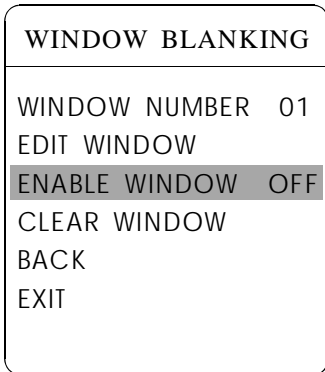 WINDOW BLANKING
WINDOW NUMBER 01
EDIT WINDOW
ENABLE WINDOW OFF
CLEAR WINDOW
BACK
EXIT